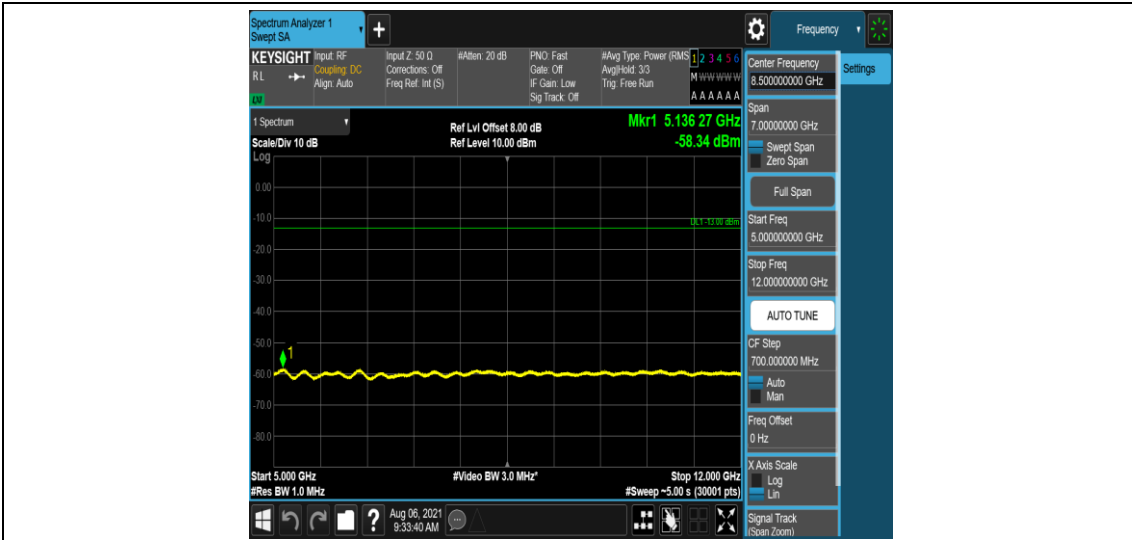 Spectrum Analyzer 1
Swept SA
+
Frequency
KEYSIGHT
RL
LXI
Input: RF
Coupling: DC
Align: Auto
Input Z: 50 Ω
Corrections: Off
Freq Ref: Int (S)
#Atten: 20 dB
PNO: Fast
Gate: Off
IF Gain: Low
Sig Track: Off
#Avg Type: Power (RMS
Avg|Hold: 3/3
Trig: Free Run
1 2 3 4 5 6
M W W W W W
A A A A A A
Center Frequency
8.500000000 GHz
Settings
Span
7.00000000 GHz
Swept Span
Zero Span
Full Span
Start Freq
5.000000000 GHz
Stop Freq
12.000000000 GHz
AUTO TUNE
CF Step
700.000000 MHz
Auto
Man
Freq Offset
0 Hz
X Axis Scale
Log
Lin
Signal Track
(Span Zoom)
1 Spectrum
Scale/Div 10 dB
Log
Ref Lvl Offset 8.00 dB
Ref Level 10.00 dBm
Mkr1 5.136 27 GHz
-58.34 dBm
0.00
-10.0
DL1 -13.00 dBm
-20.0
-30.0
-40.0
-50.0
1
-60.0
-70.0
-80.0
Start 5.000 GHz
#Res BW 1.0 MHz
#Video BW 3.0 MHz*
Stop 12.000 GHz
#Sweep ~5.00 s (30001 pts)
?
Aug 06, 2021
9:33:40 AM